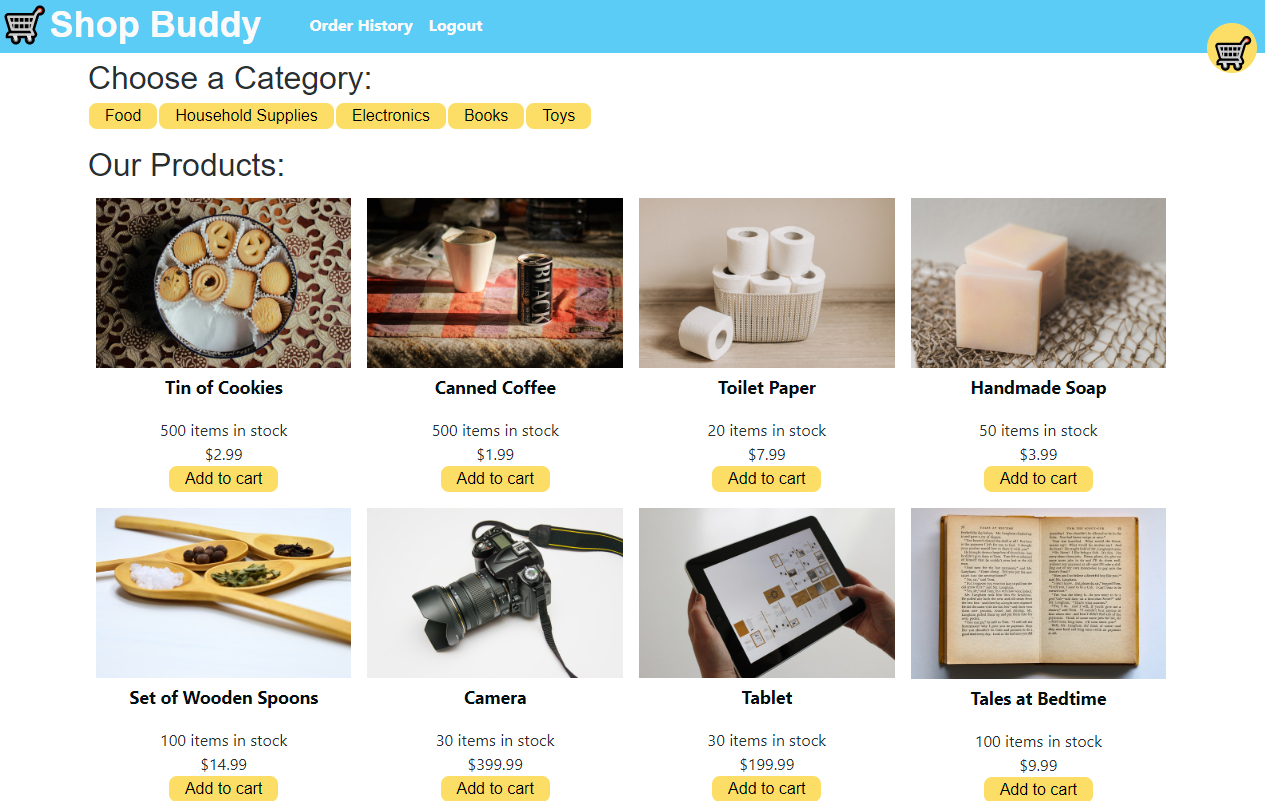 Shop Buddy
Order History
Logout
Choose a Category:
Food
Household Supplies
Electronics
Books
Toys
Our Products:
BLACK
Tin of Cookies
Canned Coffee
Toilet Paper
Handmade Soap
500 items in stock
500 items in stock
20 items in stock
50 items in stock
$2.99
$1.99
$7.99
$3.99
Add to cart
Add to cart
Add to cart
Add to cart
TALES AT BEDTIME
Set of Wooden Spoons
Camera
Tablet
Tales at Bedtime
100 items in stock
30 items in stock
30 items in stock
100 items in stock
$14.99
$399.99
$199.99
$9.99
Add to cart
Add to cart
Add to cart
Add to cart